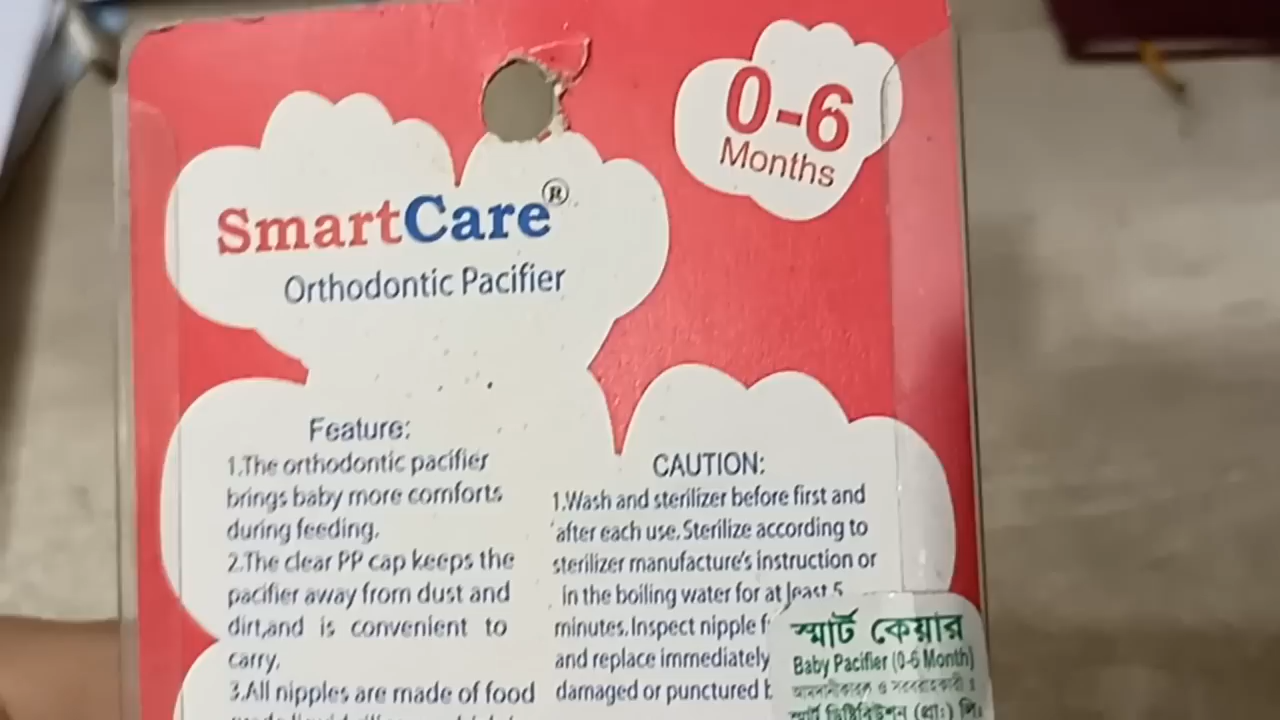 0-6
Months
SmartCare®
Orthodontic Pacifier
Feature:
1.The orthodontic pacifier
brings baby more comforts
during feeding.
2.The clear PP cap keeps the
pacifier away from dust and
dirt,and is convenient to
carry.
3.All nipples are made of food
CAUTION:
1.Wash and sterilizer before first and
after each use. Sterilize according to
sterilizer manufacture's instruction or
in the boiling water for at least 5
minutes. Inspect nipple
and replace immediately
damaged or punctured
স্মার্ট কেয়ার
Baby Pacifier (0-6 Month)
স্মার্ট ডিষ্ট্রিবিউশন (প্রাঃ) লি.